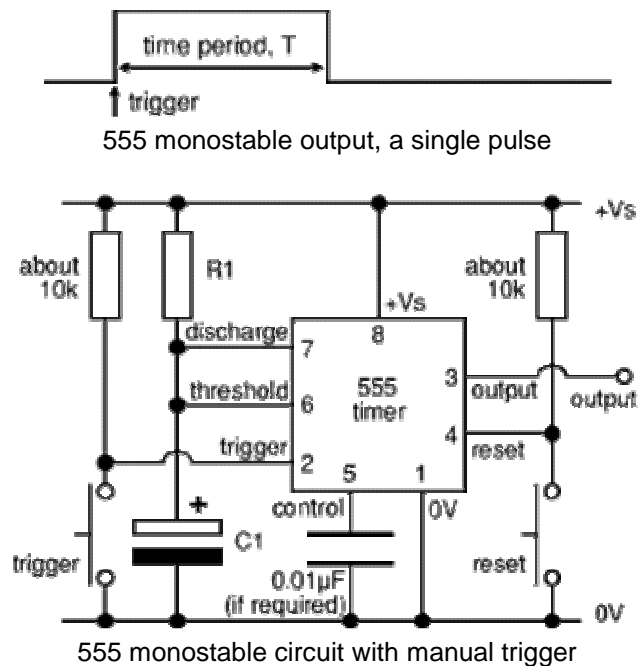 time period, T
trigger
555 monostable output, a single pulse
+Vs
about
10k
R1
about
10k
+Vs
8
discharge
7
threshold
6
555
timer
3
output
output
trigger
2
4
reset
5
1
control
0V
+
C1
trigger
0.01µF
(if required)
reset
0V
555 monostable circuit with manual trigger